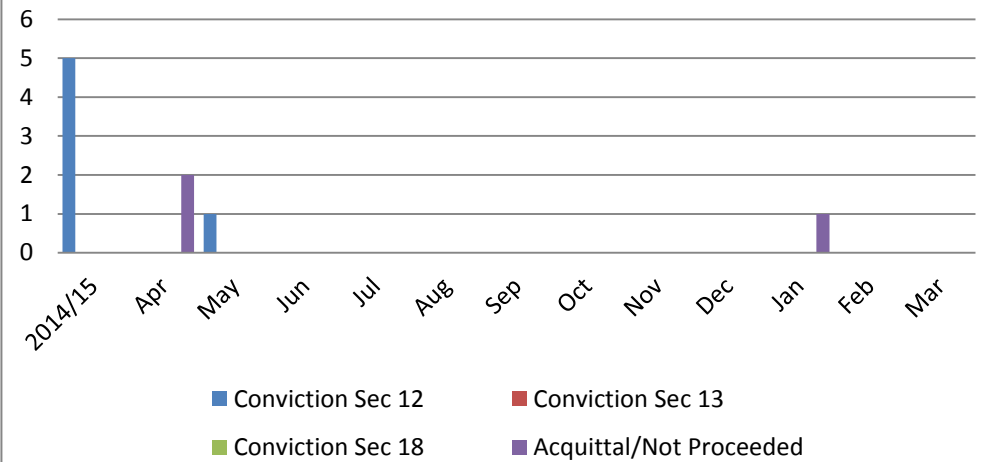 6
5
4
3
2
1
0
2014/15 Apr May Jun Jul Aug Sep Oct Nov Dec Jan Feb Mar
Conviction Sec 12 Conviction Sec 13
Conviction Sec 18 Acquittal/Not Proceeded